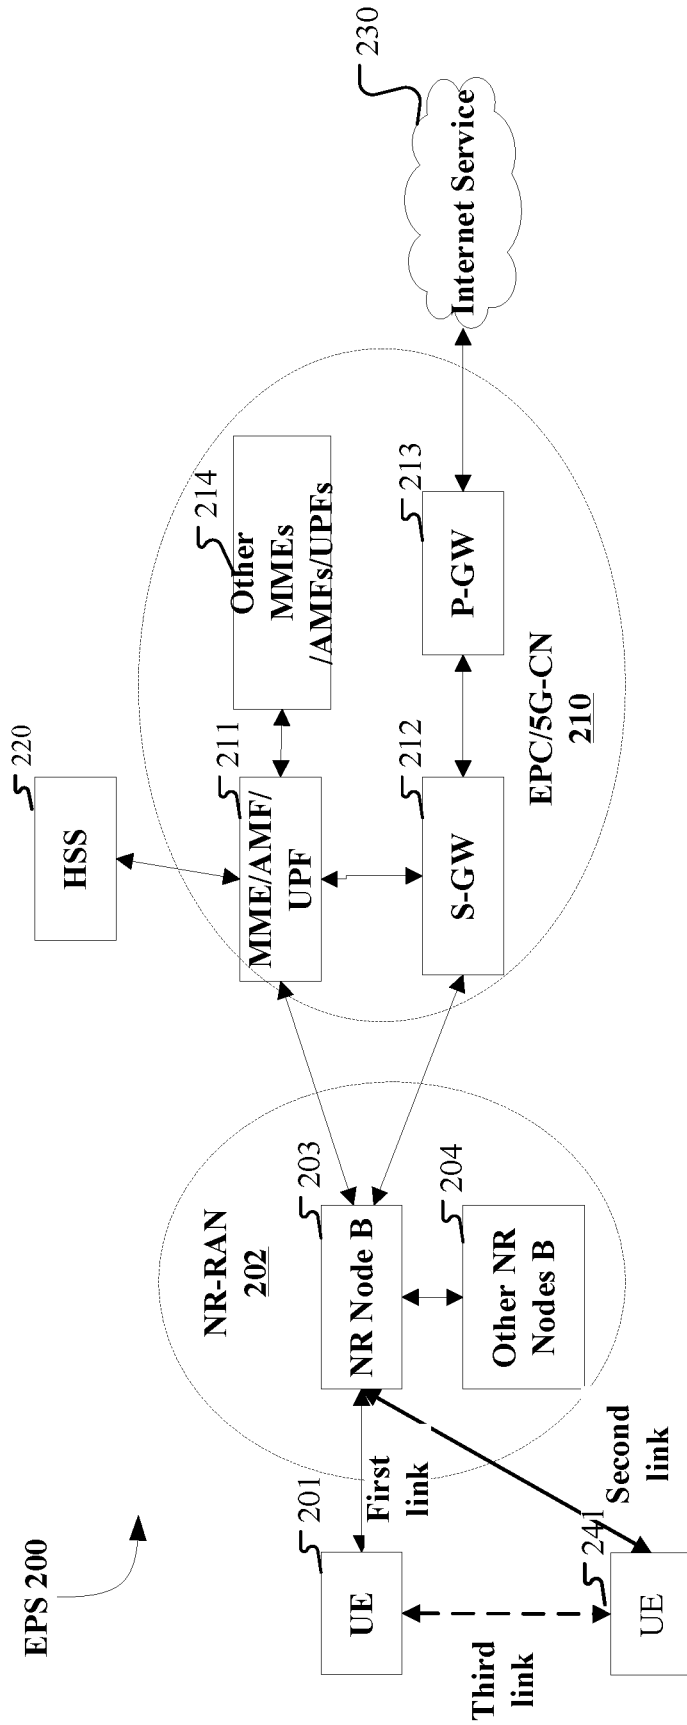 EPS 200
UE
201
First
link
Third
link
UE
241
Second
link
NR-RAN
202
NR Node B
203
Other NR
Nodes B
204
HSS
220
MME/AMF/
UPF
211
Other
MMEs
/AMFs/UPFs
214
S-GW
212
P-GW
213
EPC/5G-CN
210
Internet Service
230